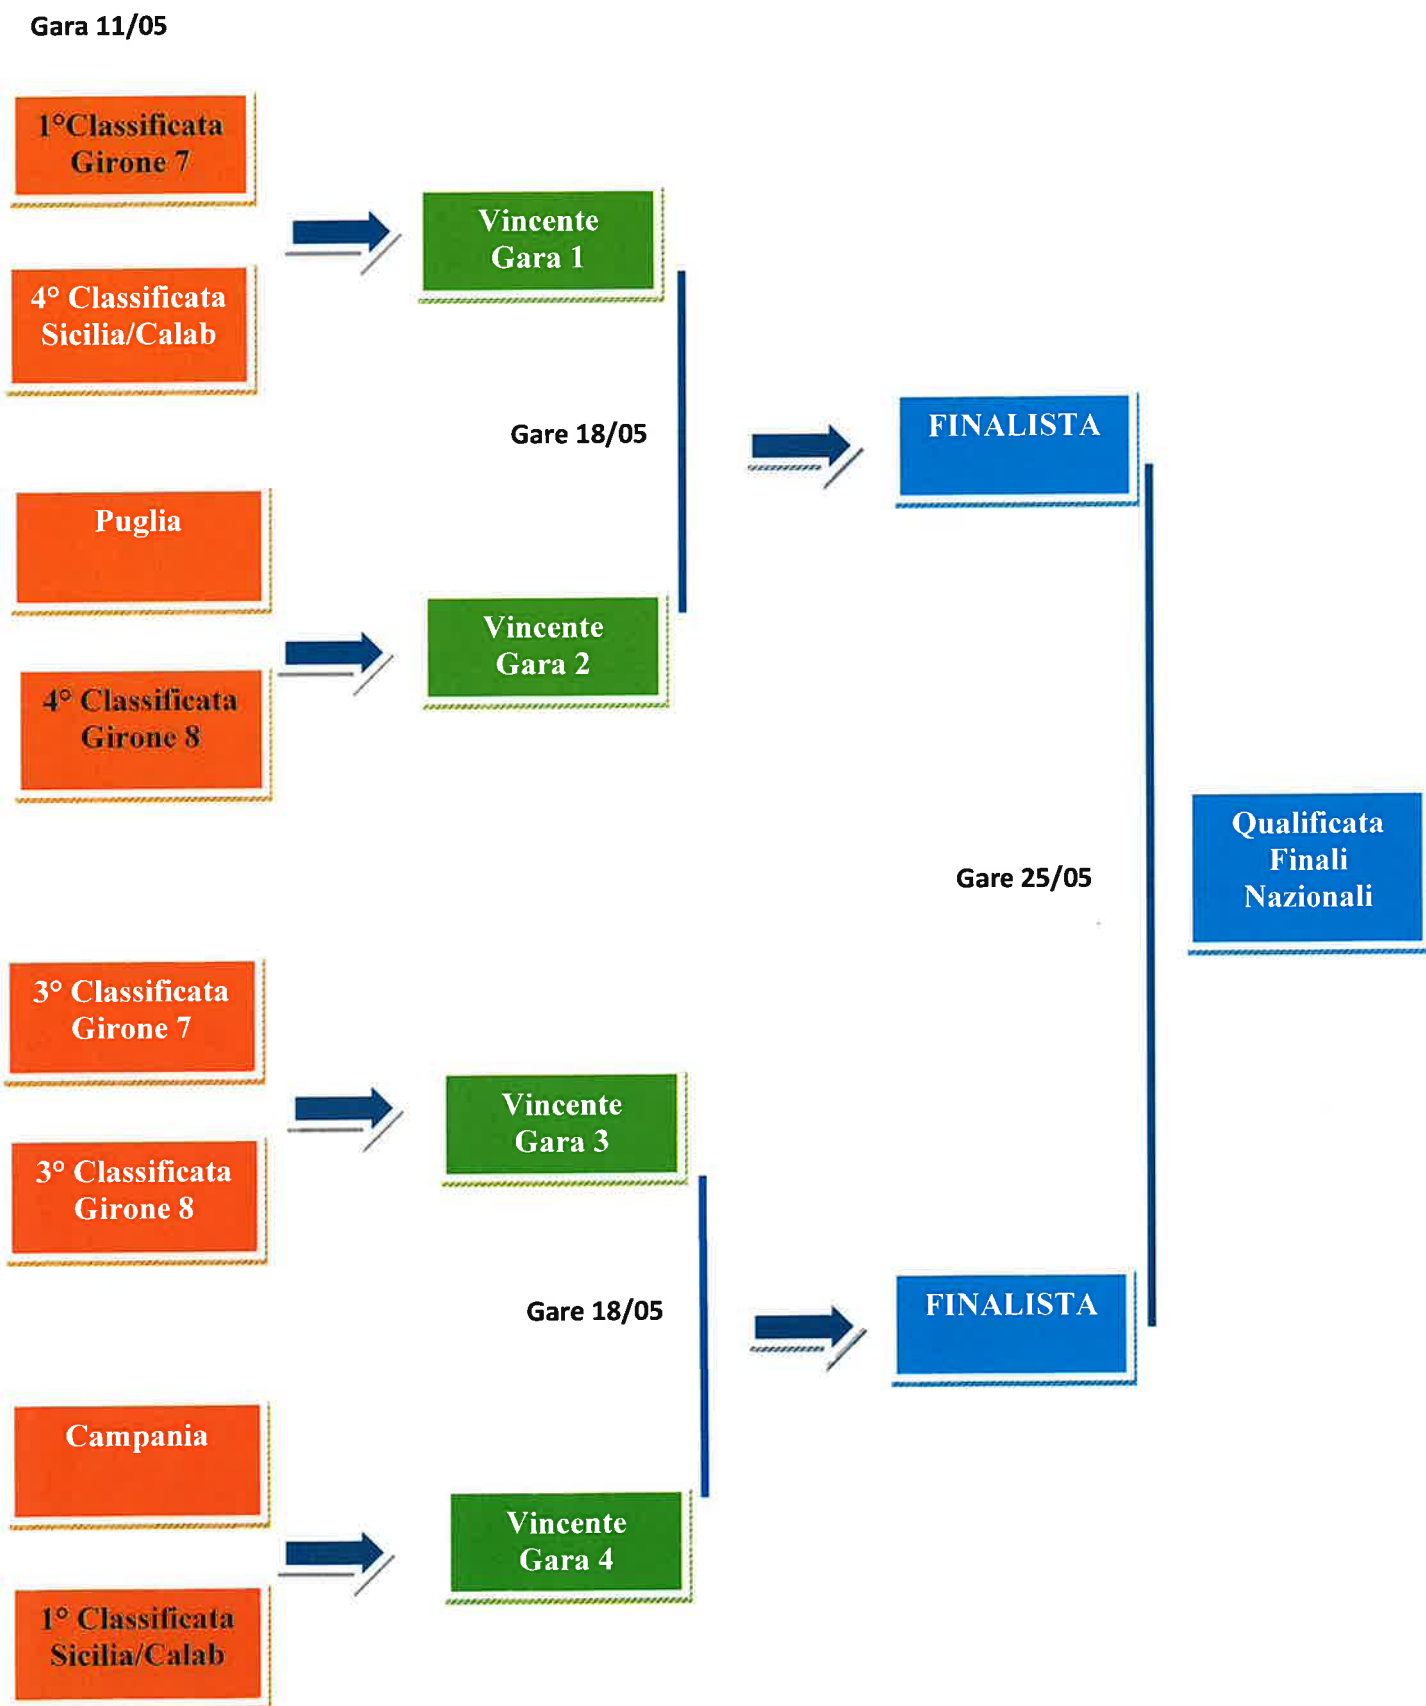 Gara 11/05
1°Classificata
Girone 7
4° Classificata
Sicilia/Calab
Vincente
Gara 1
Gare 18/05
FINALISTA
Puglia
4° Classificata
Girone 8
Vincente
Gara 2
Gare 25/05
Qualificata
Finali
Nazionali
3° Classificata
Girone 7
3° Classificata
Girone 8
Vincente
Gara 3
Gare 18/05
FINALISTA
Campania
1° Classificata
Sicilia/Calab
Vincente
Gara 4